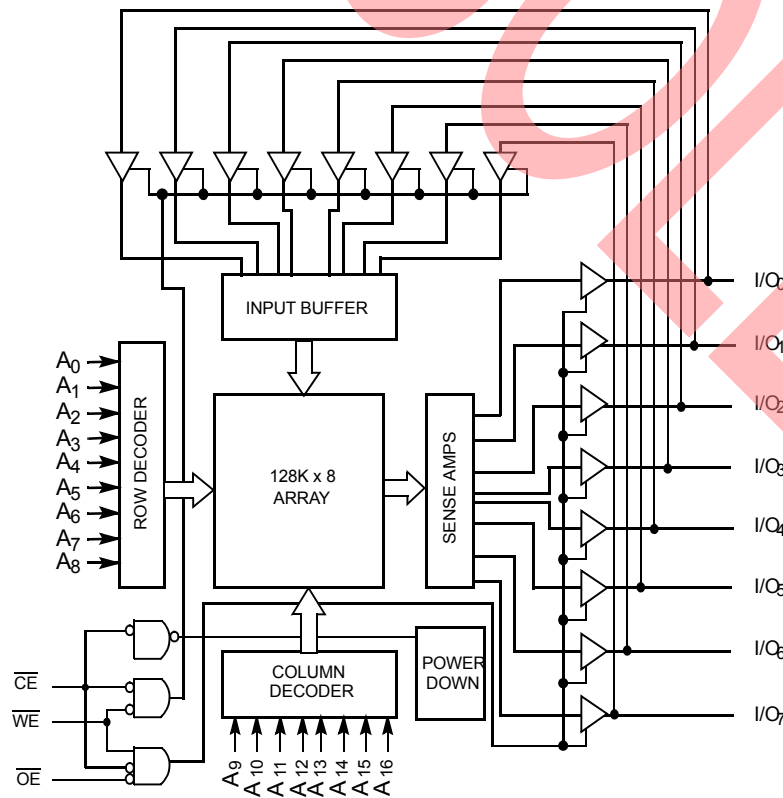 INPUT BUFFER
I/O0
I/O1
I/O2
I/O3
I/O4
I/O5
I/O6
I/O7
A0
A1
A2
A3
A4
A5
A6
A7
A8
ROW DECODER
128K x 8
ARRAY
SENSE AMPS
COLUMN
DECODER
POWER
DOWN
CE
WE
OE
A9
A10
A11
A12
A13
A14
A15
A16